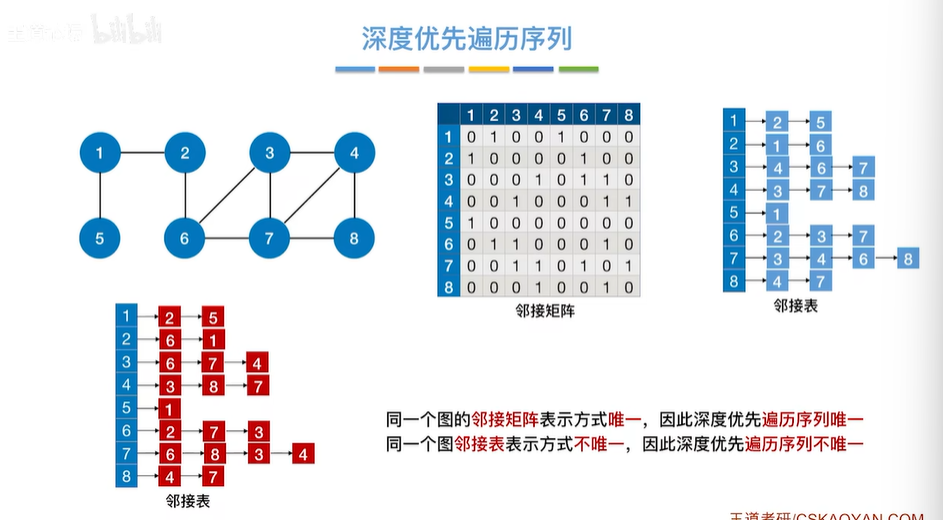 bilibili
深度优先遍历序列
1 2 3 4
5 6 7 8
1 2 3 4 5 6 7 8
1 0 1 0 0 1 0 0 0
2 1 0 0 0 0 1 0 0
3 0 0 0 1 0 1 1 0
4 0 0 1 0 0 0 1 1
5 1 0 0 0 0 0 0 0
6 0 1 1 0 0 0 1 0
7 0 0 1 1 0 1 0 1
8 0 0 0 1 0 0 1 0
邻接矩阵
1 2 5
2 1 6
3 4 6 7
4 3 7 8
5 1
6 2 3 7
7 3 4 6 8
8 4 7
邻接表
1 2 5
2 6 1
3 6 7 4
4 3 8 7
5 1
6 2 7 3
7 6 8 3 4
8 4 7
邻接表
同一个图的邻接矩阵表示方式唯一，因此深度优先遍历序列唯一
同一个图邻接表表示方式不唯一，因此深度优先遍历序列不唯一
王道考研/CSKAOYAN.COM